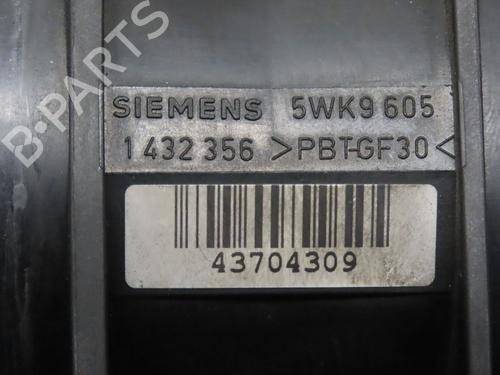 B-PARTS
SIEMENS 5WK9 605
1 432 356 >PBT-GF30<
43704309